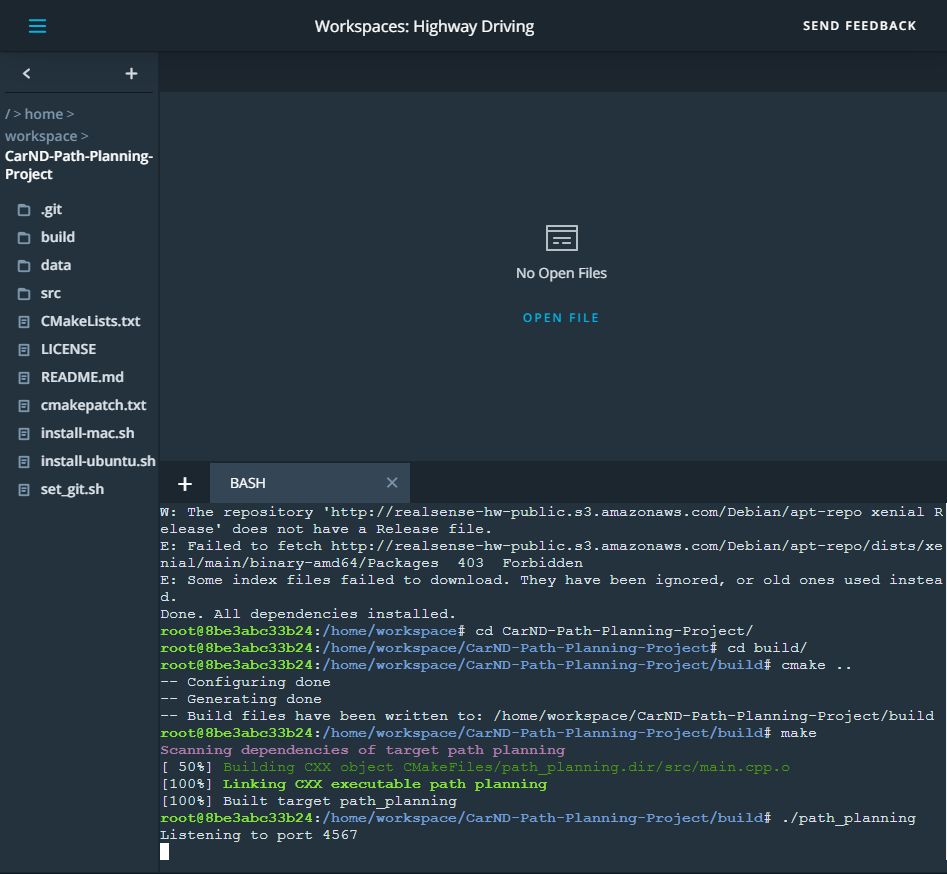 Workspaces: Highway Driving
SEND FEEDBACK
/ > home >
workspace >
CarND-Path-Planning-
Project
.git
build
data
src
CMakeLists.txt
LICENSE
README.md
cmakepatch.txt
install-mac.sh
install-ubuntu.sh
set_git.sh
No Open Files
OPEN FILE
BASH
W: The repository 'http://realsense-hw-public.s3.amazonaws.com/Debian/apt-repo xenial R
elease' does not have a Release file.
E: Failed to fetch http://realsense-hw-public.s3.amazonaws.com/Debian/apt-repo/dists/xe
nial/main/binary-amd64/Packages  403  Forbidden
E: Some index files failed to download. They have been ignored, or old ones used instea
d.
Done. All dependencies installed.
root@8be3abc33b24:/home/workspace# cd CarND-Path-Planning-Project/
root@8be3abc33b24:/home/workspace/CarND-Path-Planning-Project# cd build/
root@8be3abc33b24:/home/workspace/CarND-Path-Planning-Project/build# cmake ..
-- Configuring done
-- Generating done
-- Build files have been written to: /home/workspace/CarND-Path-Planning-Project/build
root@8be3abc33b24:/home/workspace/CarND-Path-Planning-Project/build# make
Scanning dependencies of target path planning
[ 50%] Building CXX object CMakeFiles/path_planning.dir/src/main.cpp.o
[100%] Linking CXX executable path planning
[100%] Built target path_planning
root@8be3abc33b24:/home/workspace/CarND-Path-Planning-Project/build# ./path_planning
Listening to port 4567